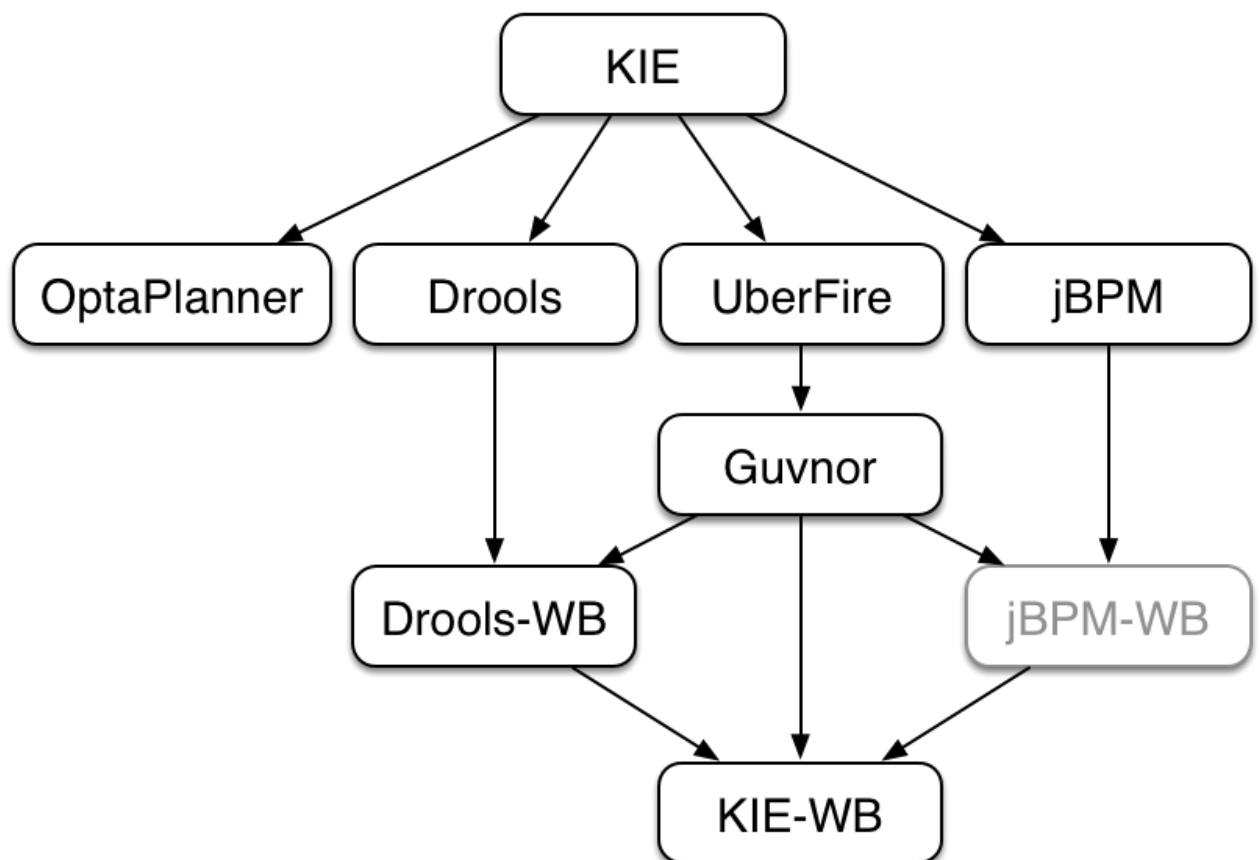 KIE
OptaPlanner
Drools
UberFire
jBPM
Guvnor
Drools-WB
jBPM-WB
KIE-WB